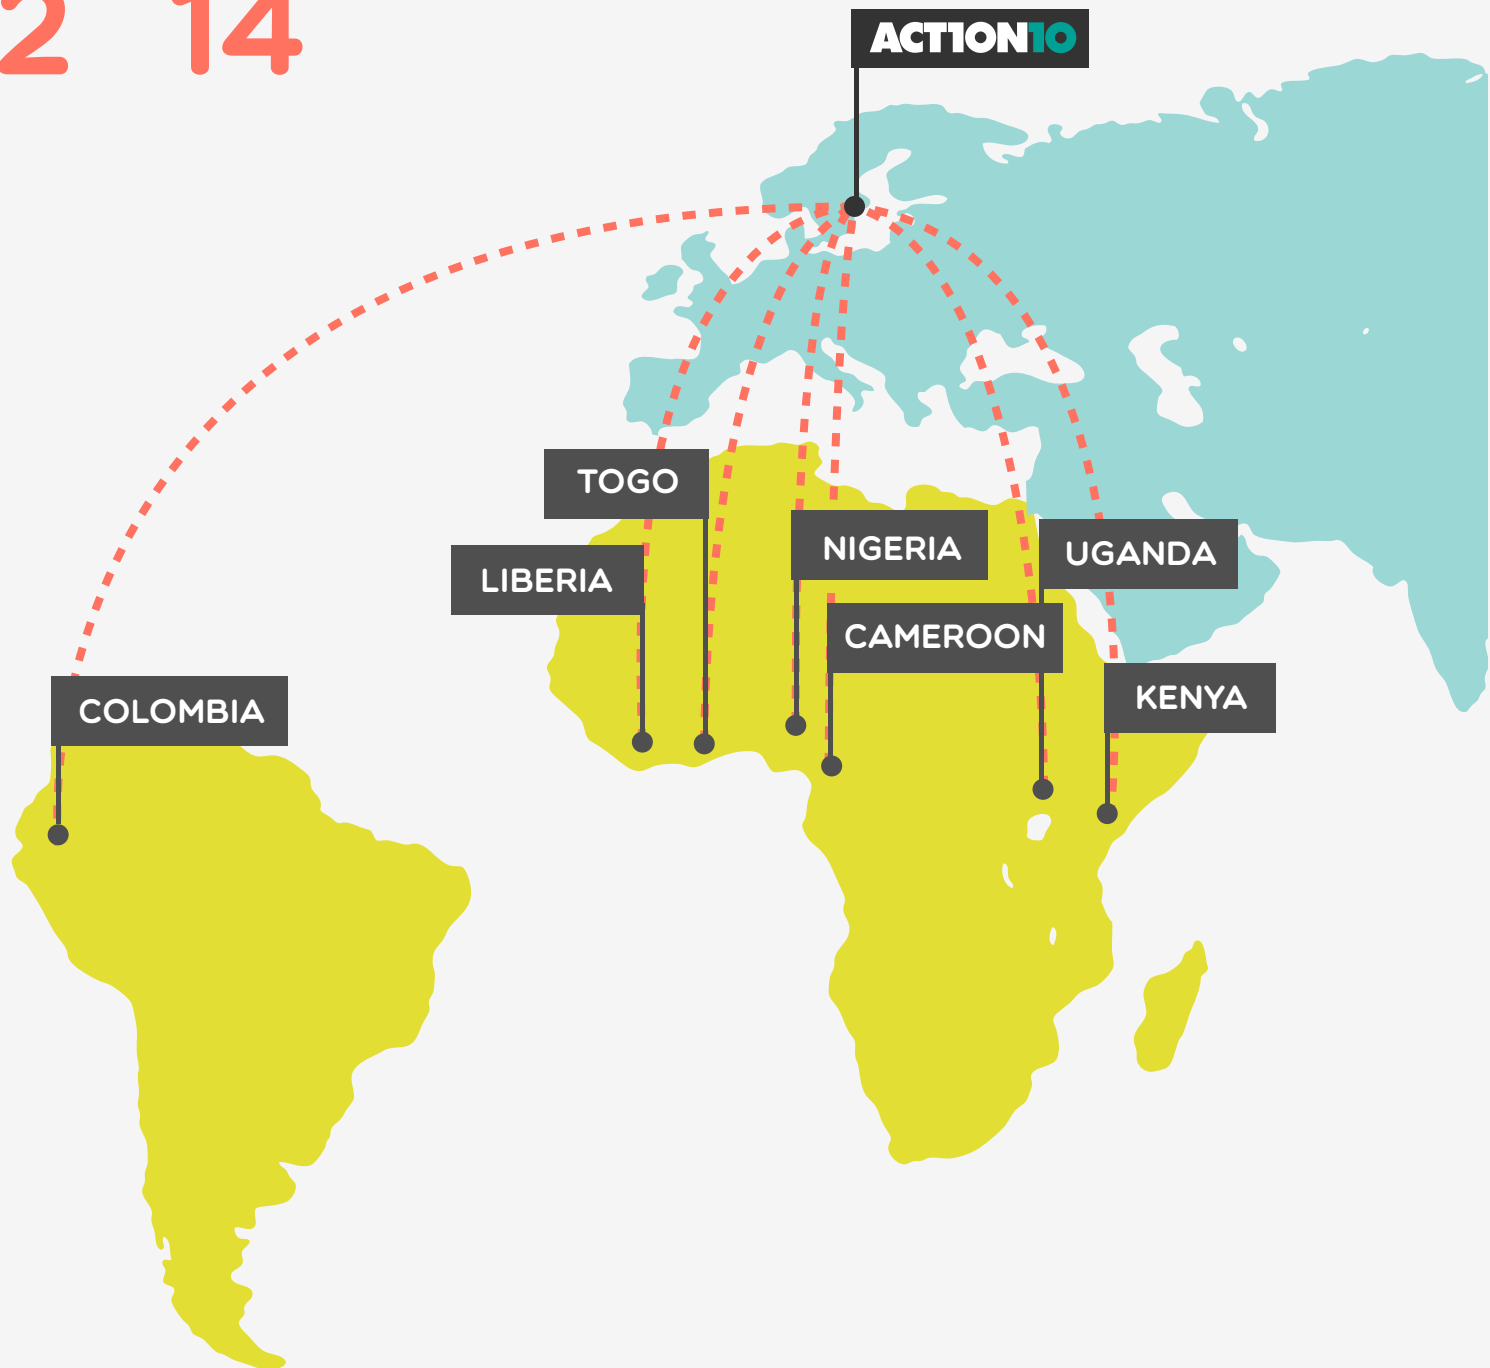 2 14
ACTION10
TOGO
NIGERIA
UGANDA
LIBERIA
CAMEROON
KENYA
COLOMBIA